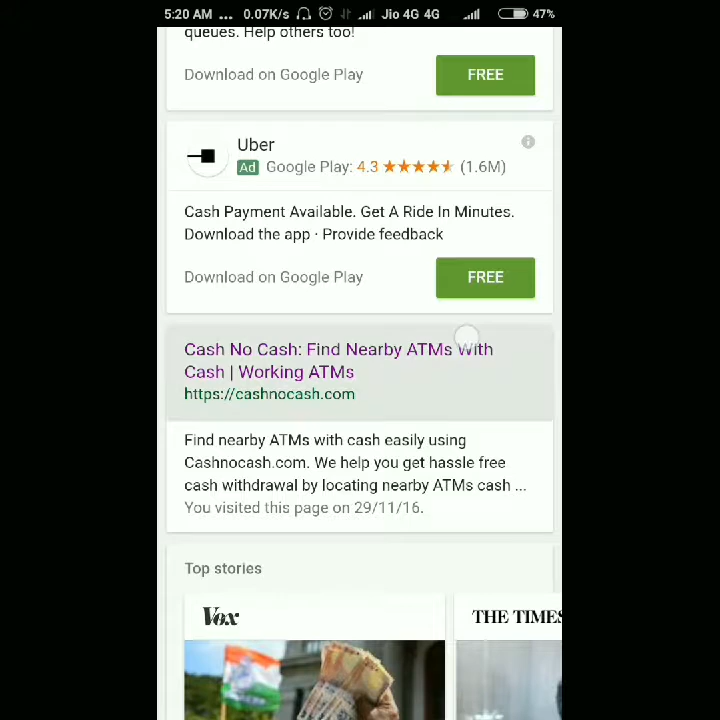 5:20 AM ... 0.07K/s Jio 4G 4G 47%
queues. Help others too!
Download on Google Play FREE
Uber
Ad Google Play: 4.3 (1.6M)
Cash Payment Available. Get A Ride In Minutes.
Download the app · Provide feedback
Download on Google Play FREE
Cash No Cash: Find Nearby ATMs With
Cash | Working ATMs
https://cashnocash.com
Find nearby ATMs with cash easily using
Cashnocash.com. We help you get hassle free
cash withdrawal by locating nearby ATMs cash ...
You visited this page on 29/11/16.
Top stories
Vox THE TIMES